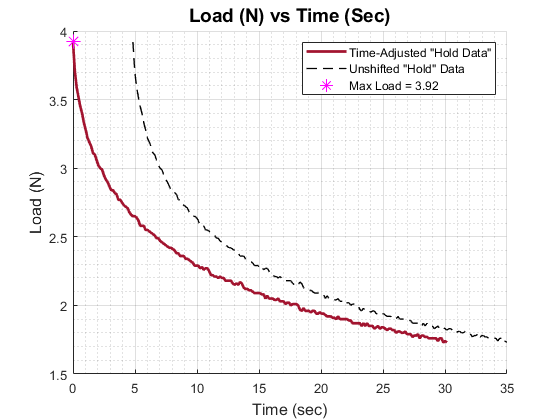 Load (N) vs Time (Sec)
Time-Adjusted "Hold Data"
Unshifted "Hold" Data
Max Load = 3.92
4
3.5
3
2.5
2
1.5
Load (N)
0 5 10 15 20 25 30 35
Time (sec)